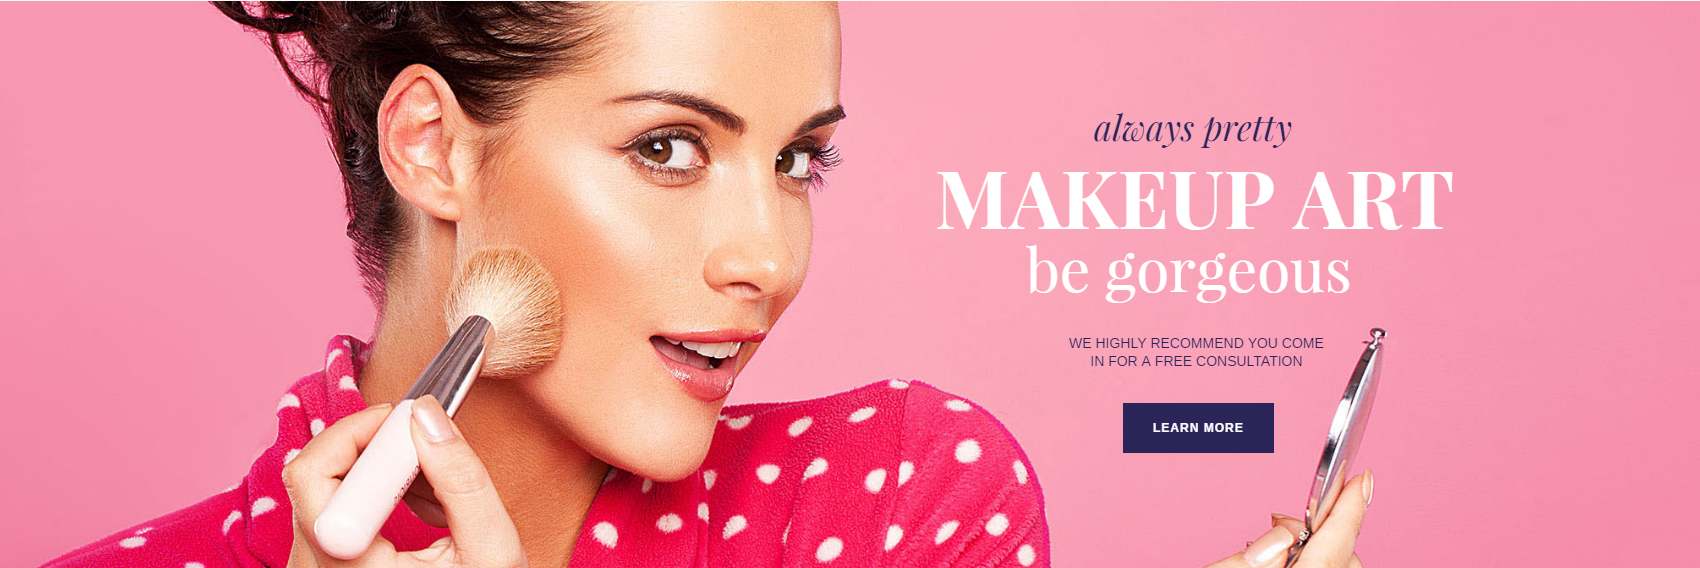 always pretty
MAKEUP ART
be gorgeous
WE HIGHLY RECOMMEND YOU COME
IN FOR A FREE CONSULTATION
LEARN MORE